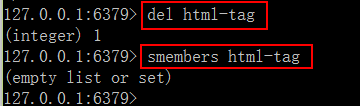 127.0.0.1:6379> del html-tag
(integer) 1
127.0.0.1:6379> smembers html-tag
(empty list or set)
127.0.0.1:6379>